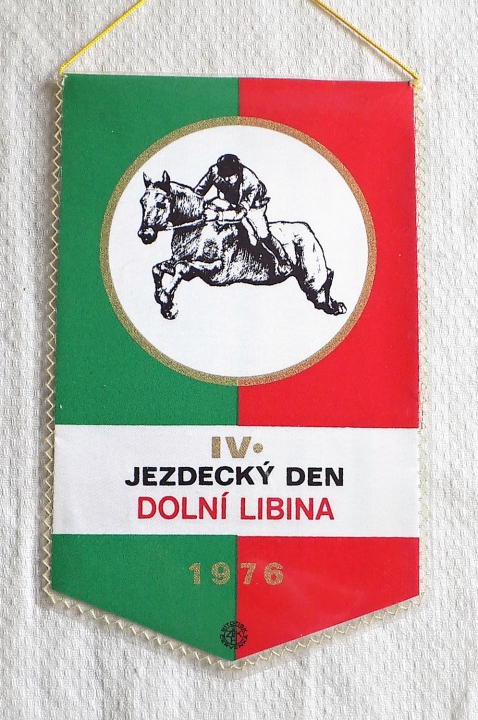 IV.
JEZDECKÝ DEN
DOLNÍ LIBINA
1976